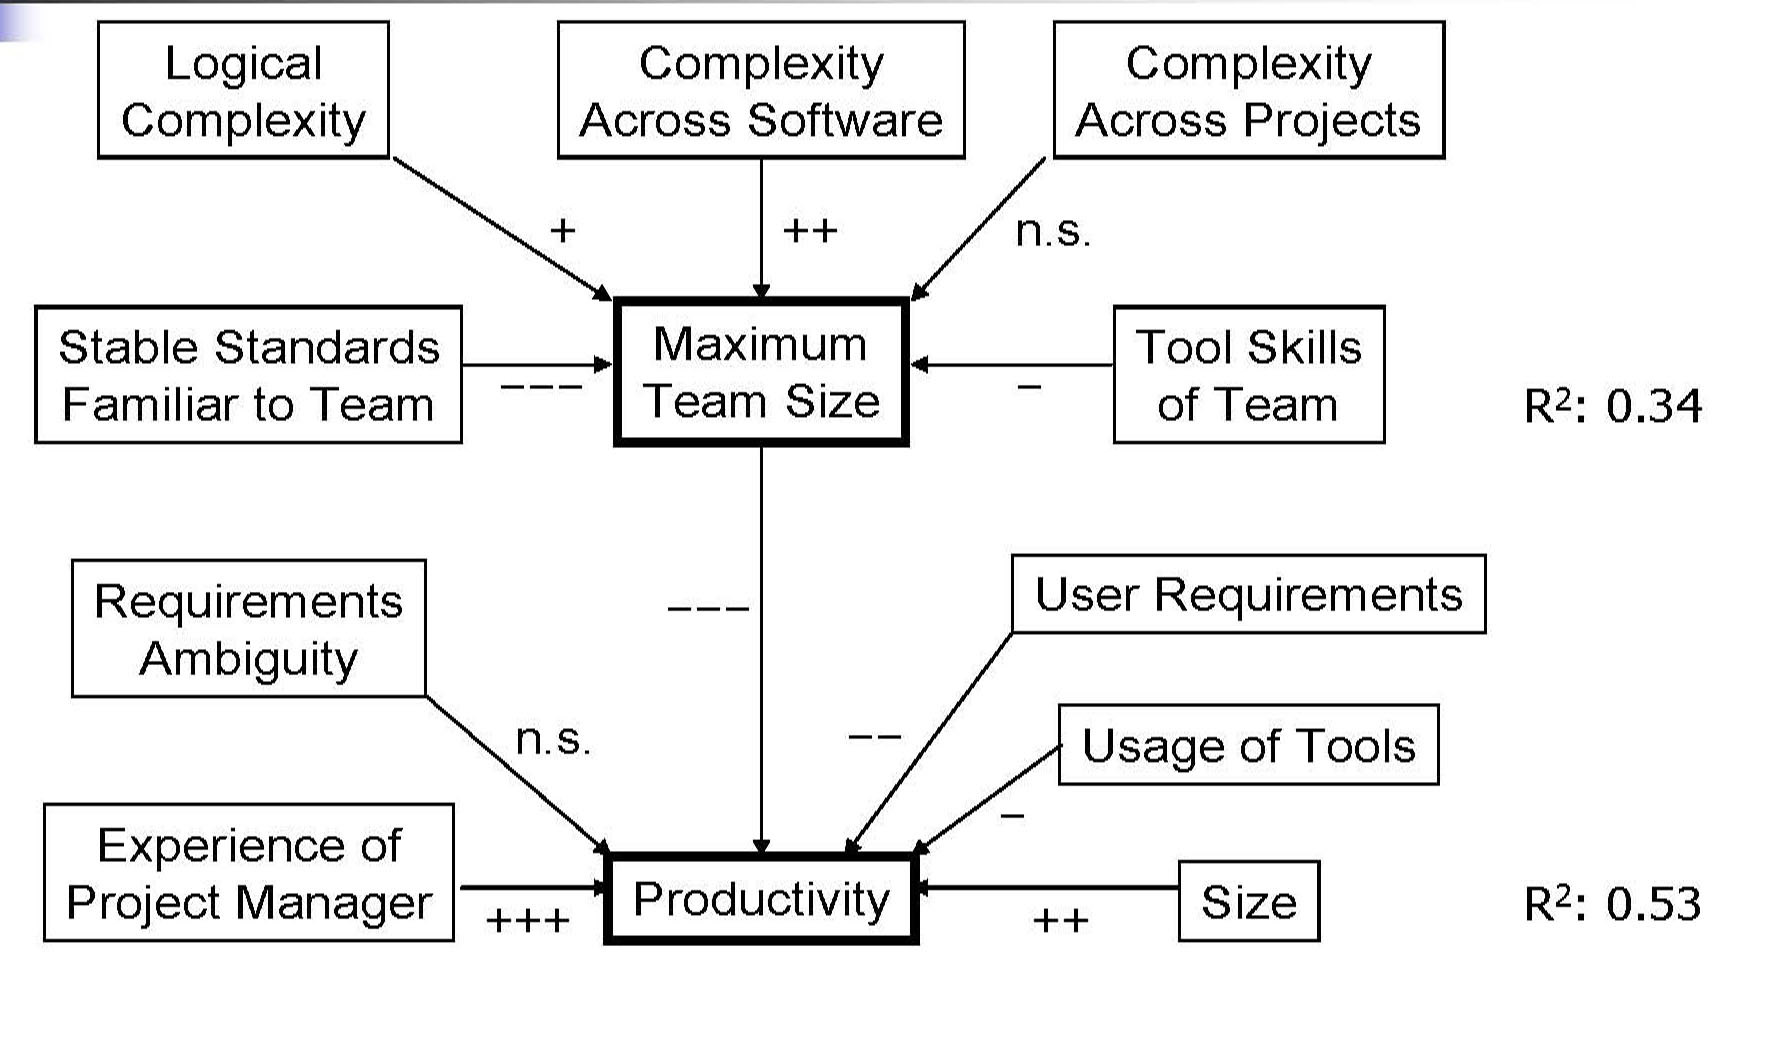 Logical
Complexity
Complexity
Across Software
Complexity
Across Projects
+
++
n.s.
Stable Standards
Familiar to Team
–––
Maximum
Team Size
–
Tool Skills
of Team
R²: 0.34
Requirements
Ambiguity
–––
User Requirements
n.s.
––
Usage of Tools
–
Experience of
Project Manager
+++
Productivity
++
Size
R²: 0.53